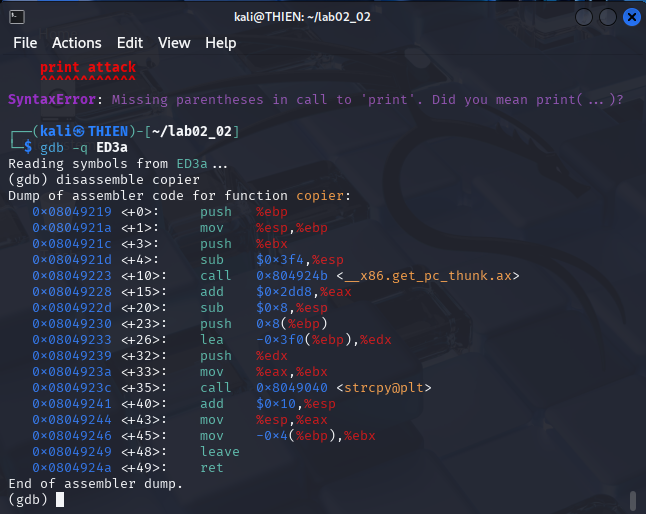 kali@THIEN: ~/lab02_02
File Actions Edit View Help
print attack
^^^^^^^^^^^^
SyntaxError: Missing parentheses in call to 'print'. Did you mean print(...)?
┌──(kali㉿THIEN)-[~/lab02_02]
└─$ gdb -q ED3a
Reading symbols from ED3a...
(gdb) disassemble copier
Dump of assembler code for function copier:
0x08049219 <+0>: push %ebp
0x0804921a <+1>: mov %esp,%ebp
0x0804921c <+3>: push %ebx
0x0804921d <+4>: sub $0x3f4,%esp
0x08049223 <+10>: call 0x804924b <__x86.get_pc_thunk.ax>
0x08049228 <+15>: add $0x2dd8,%eax
0x0804922d <+20>: sub $0x8,%esp
0x08049230 <+23>: push 0x8(%ebp)
0x08049233 <+26>: lea -0x3f0(%ebp),%edx
0x08049239 <+32>: push %edx
0x0804923a <+33>: mov %eax,%ebx
0x0804923c <+35>: call 0x8049040 <strcpy@plt>
0x08049241 <+40>: add $0x10,%esp
0x08049244 <+43>: mov %esp,%eax
0x08049246 <+45>: mov -0x4(%ebp),%ebx
0x08049249 <+48>: leave
0x0804924a <+49>: ret
End of assembler dump.
(gdb)